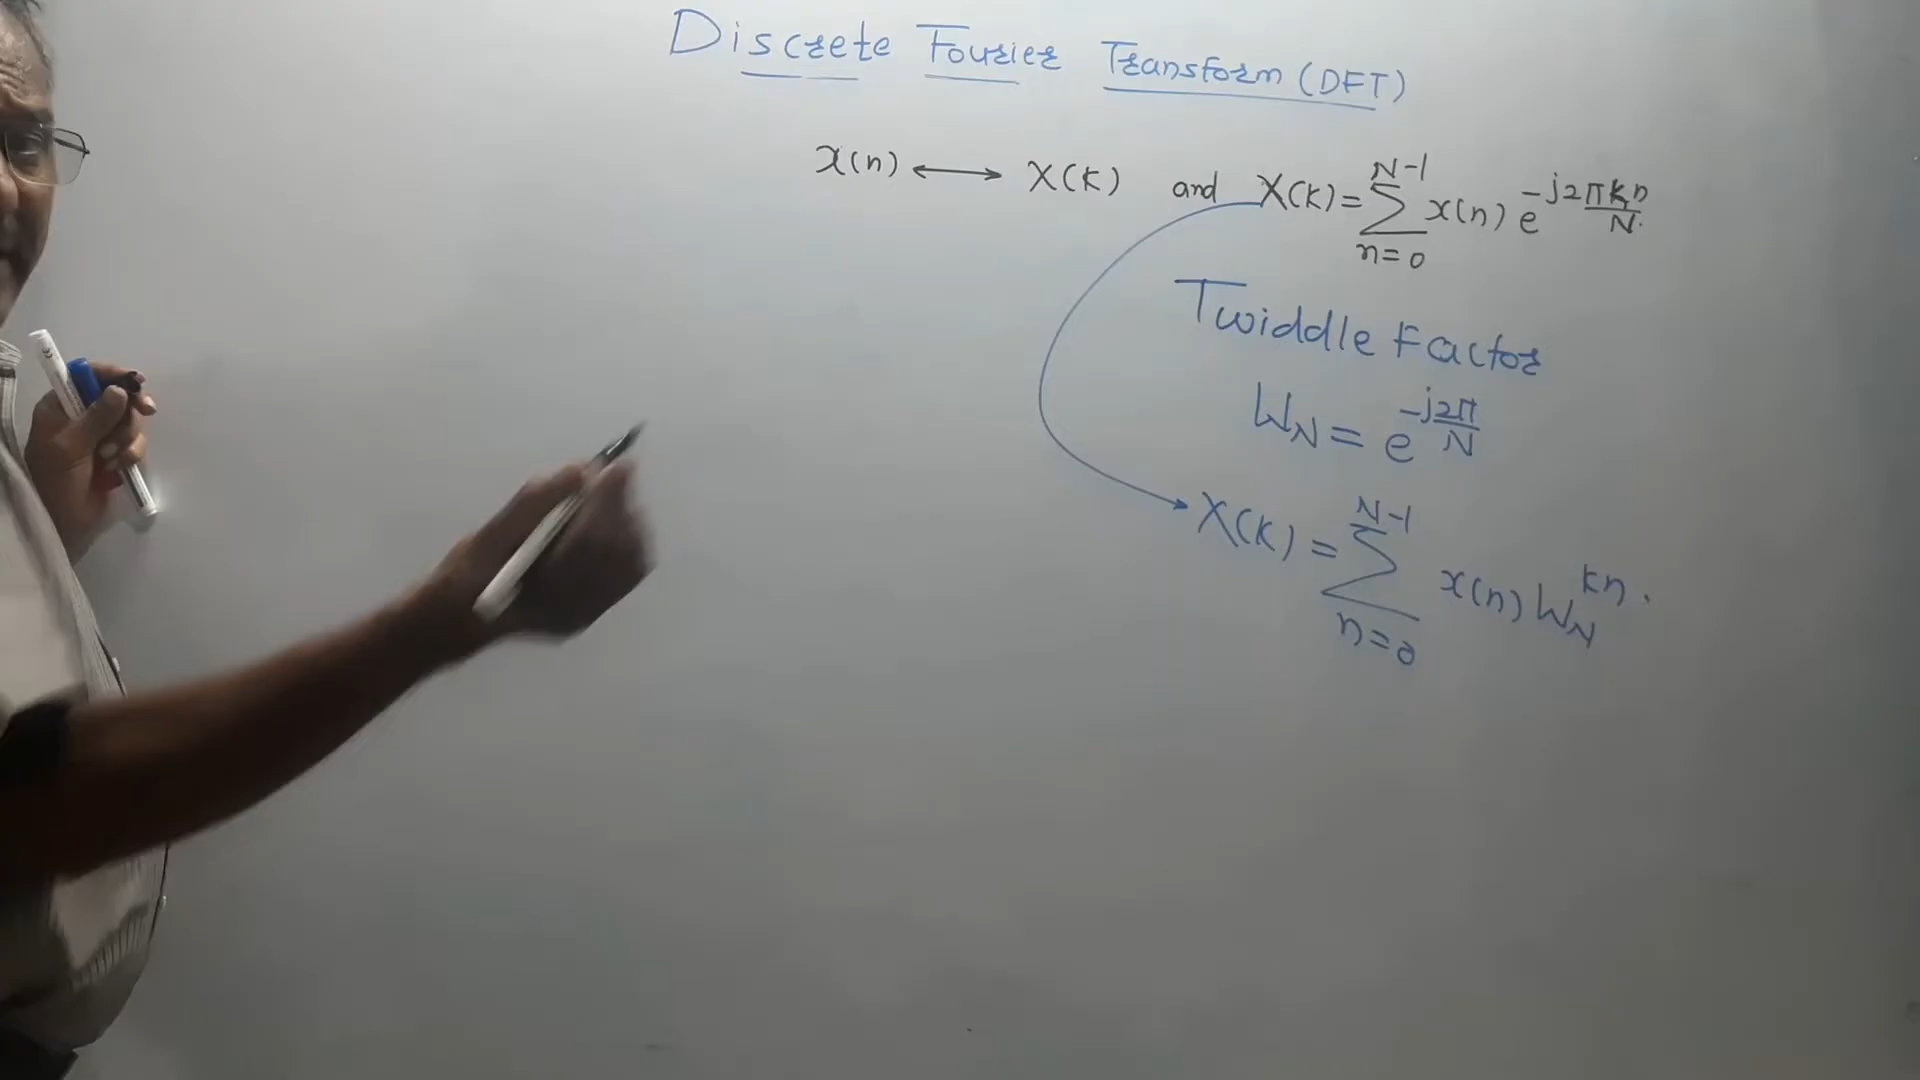 Discrete Fourier Transform (DFT)
x(n) ⟷ X(K) and X(K) = ∑_{n=0}^{N-1} x(n) e^{-j2πkn/N}
Twiddle Factor
W_N = e^{-j2π/N}
X(K) = ∑_{n=0}^{N-1} x(n) W_N^{kn}.